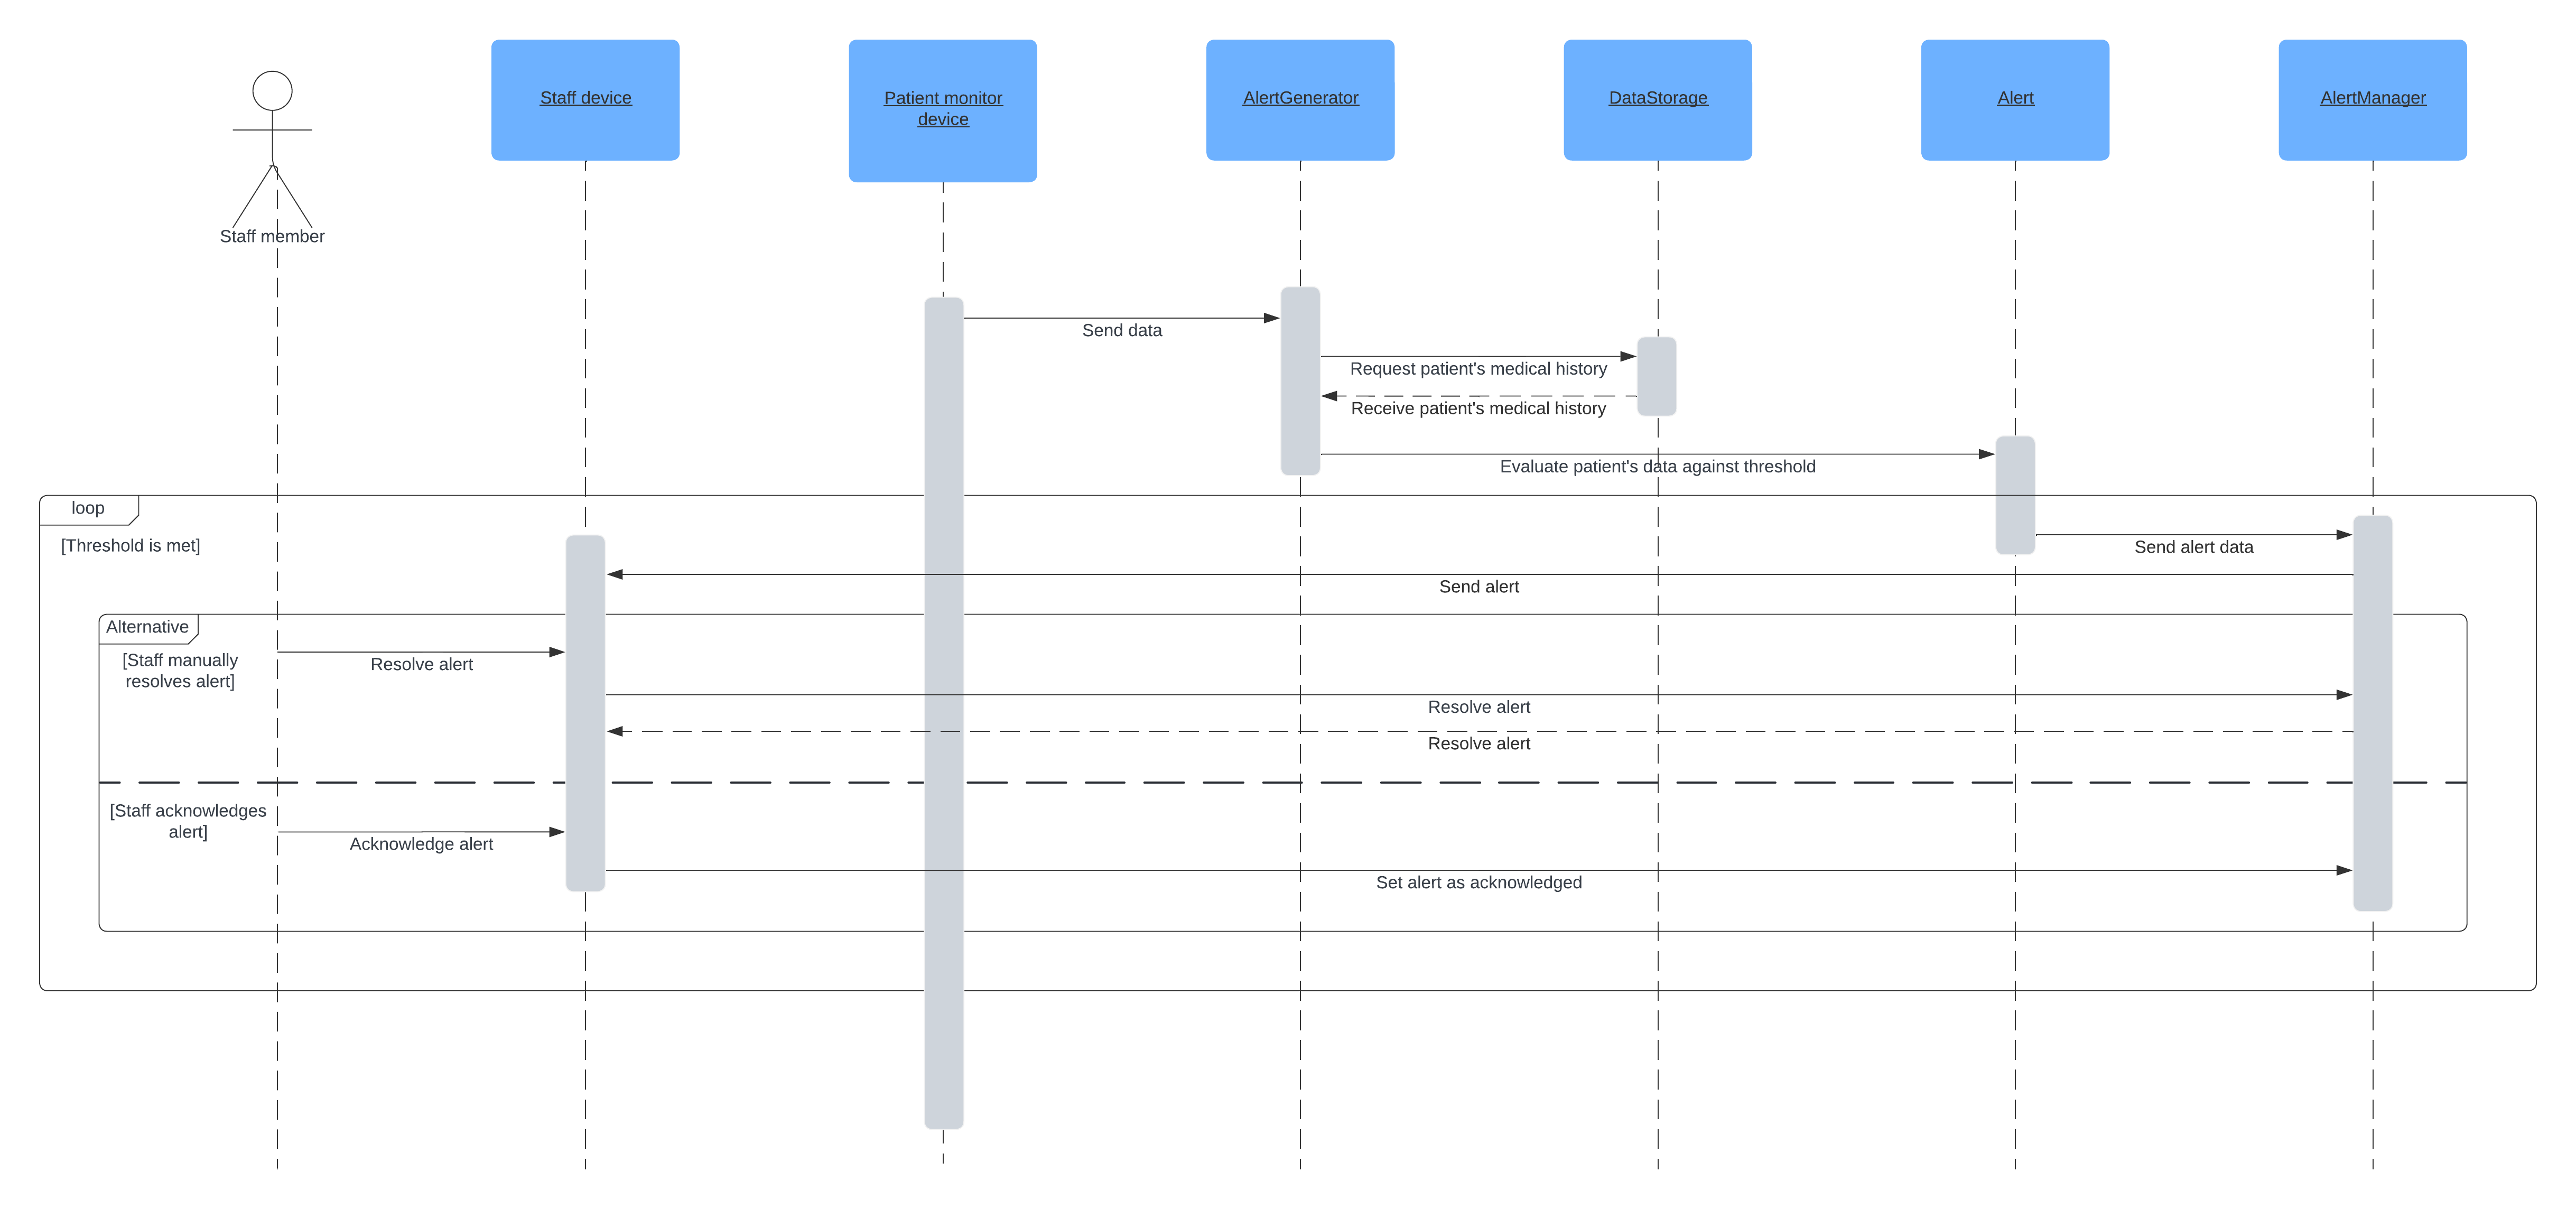 Staff device
Patient monitor
device
AlertGenerator
DataStorage
Alert
AlertManager
Staff member
Send data
Request patient's medical history
Receive patient's medical history
Evaluate patient's data against threshold
loop
[Threshold is met]
Send alert data
Send alert
Alternative
[Staff manually
resolves alert]
Resolve alert
Resolve alert
Resolve alert
[Staff acknowledges
alert]
Acknowledge alert
Set alert as acknowledged